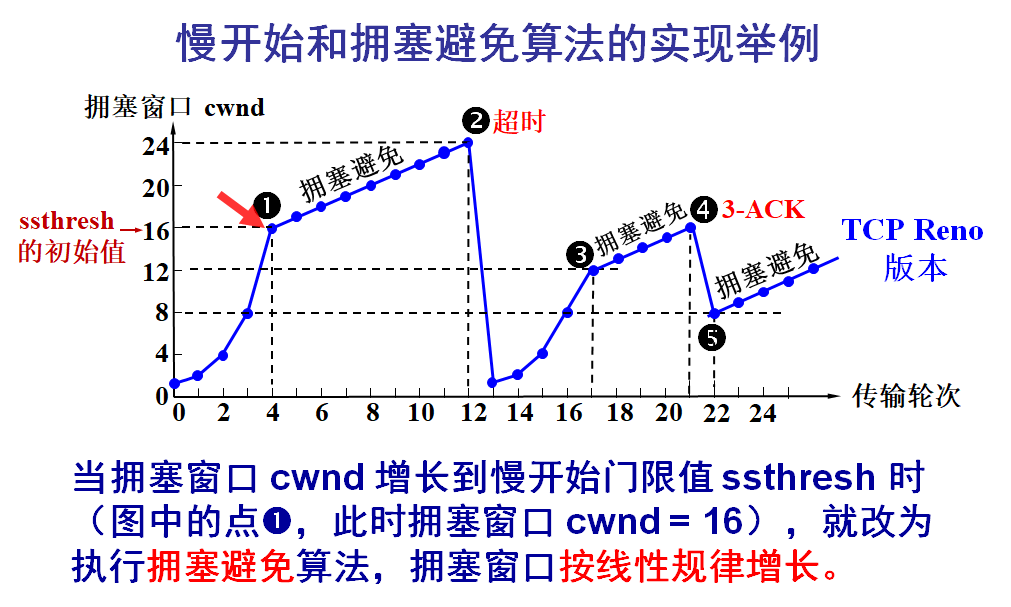 慢开始和拥塞避免算法的实现举例
拥塞窗口 cwnd
❷超时
24
拥塞避免
20
❶
❹ 3-ACK
ssthresh
的初始值
16
拥塞避免
TCP Reno
版本
❸
12
拥塞避免
8
❺
4
0
0 2 4 6 8 10 12 14 16 18 20 22 24
传输轮次
当拥塞窗口 cwnd 增长到慢开始门限值 ssthresh 时
（图中的点❶，此时拥塞窗口 cwnd = 16），就改为
执行拥塞避免算法，拥塞窗口按线性规律增长。